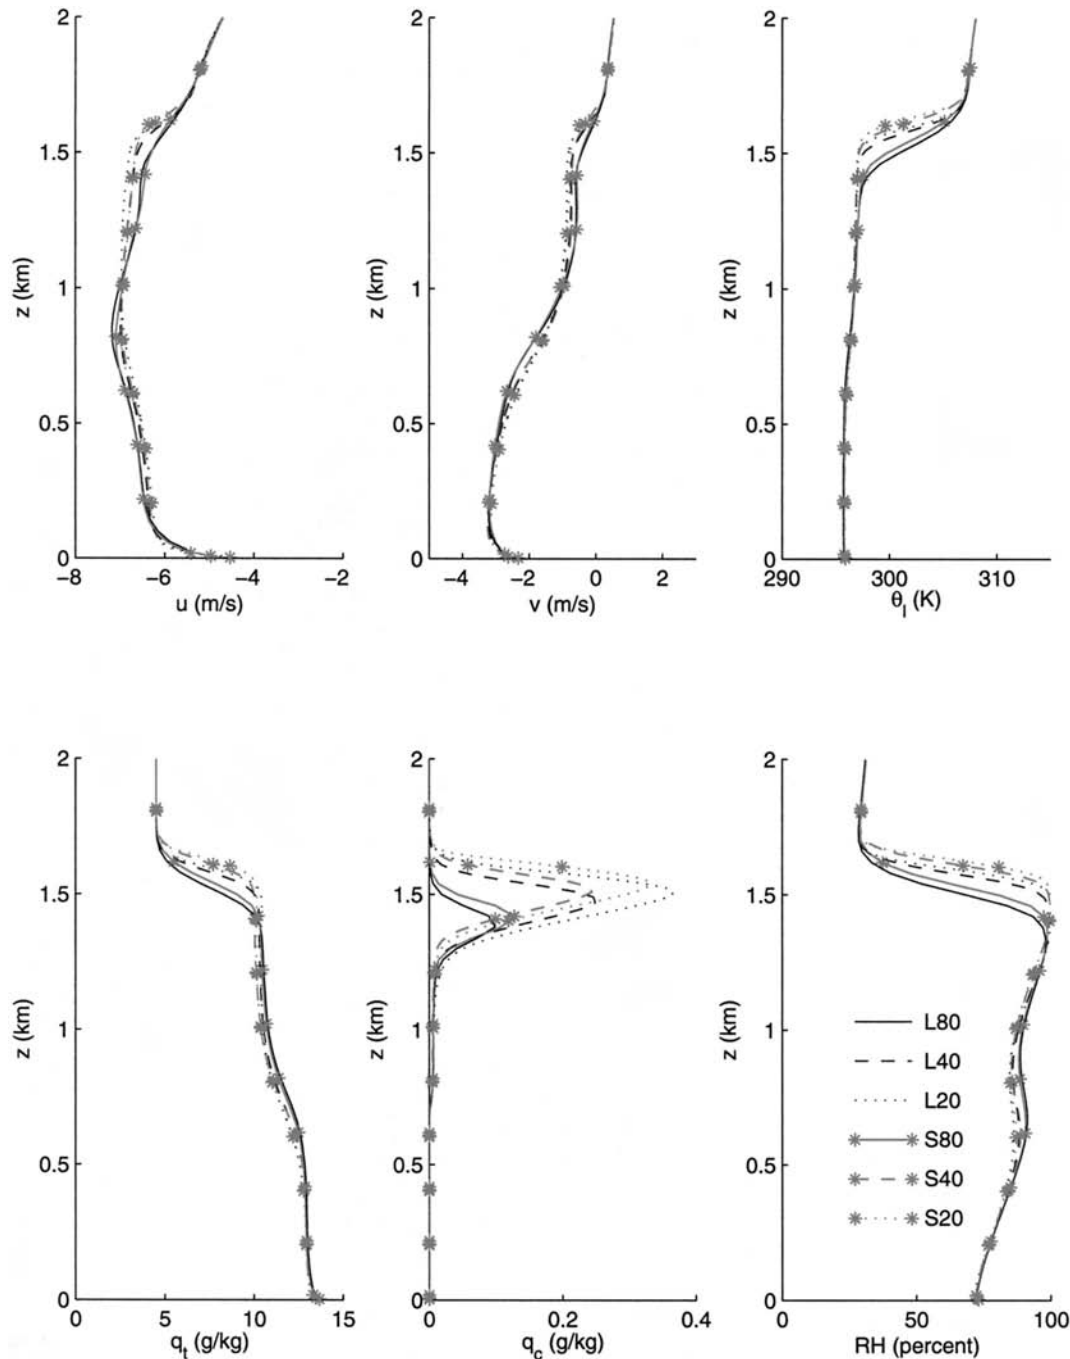 2
2
2
1.5
1.5
1.5
z (km)
z (km)
z (km)
1
1
1
0.5
0.5
0.5
0
0
0
−8
−6
−4
−2
−4
−2
0
2
290
300
310
u (m/s)
v (m/s)
θl (K)
2
2
2
1.5
1.5
1.5
z (km)
z (km)
z (km)
1
1
1
L80
L40
L20
0.5
0.5
0.5
S80
S40
S20
0
0
0
0
5
10
15
0
0.2
0.4
0
50
100
qt (g/kg)
qc (g/kg)
RH (percent)